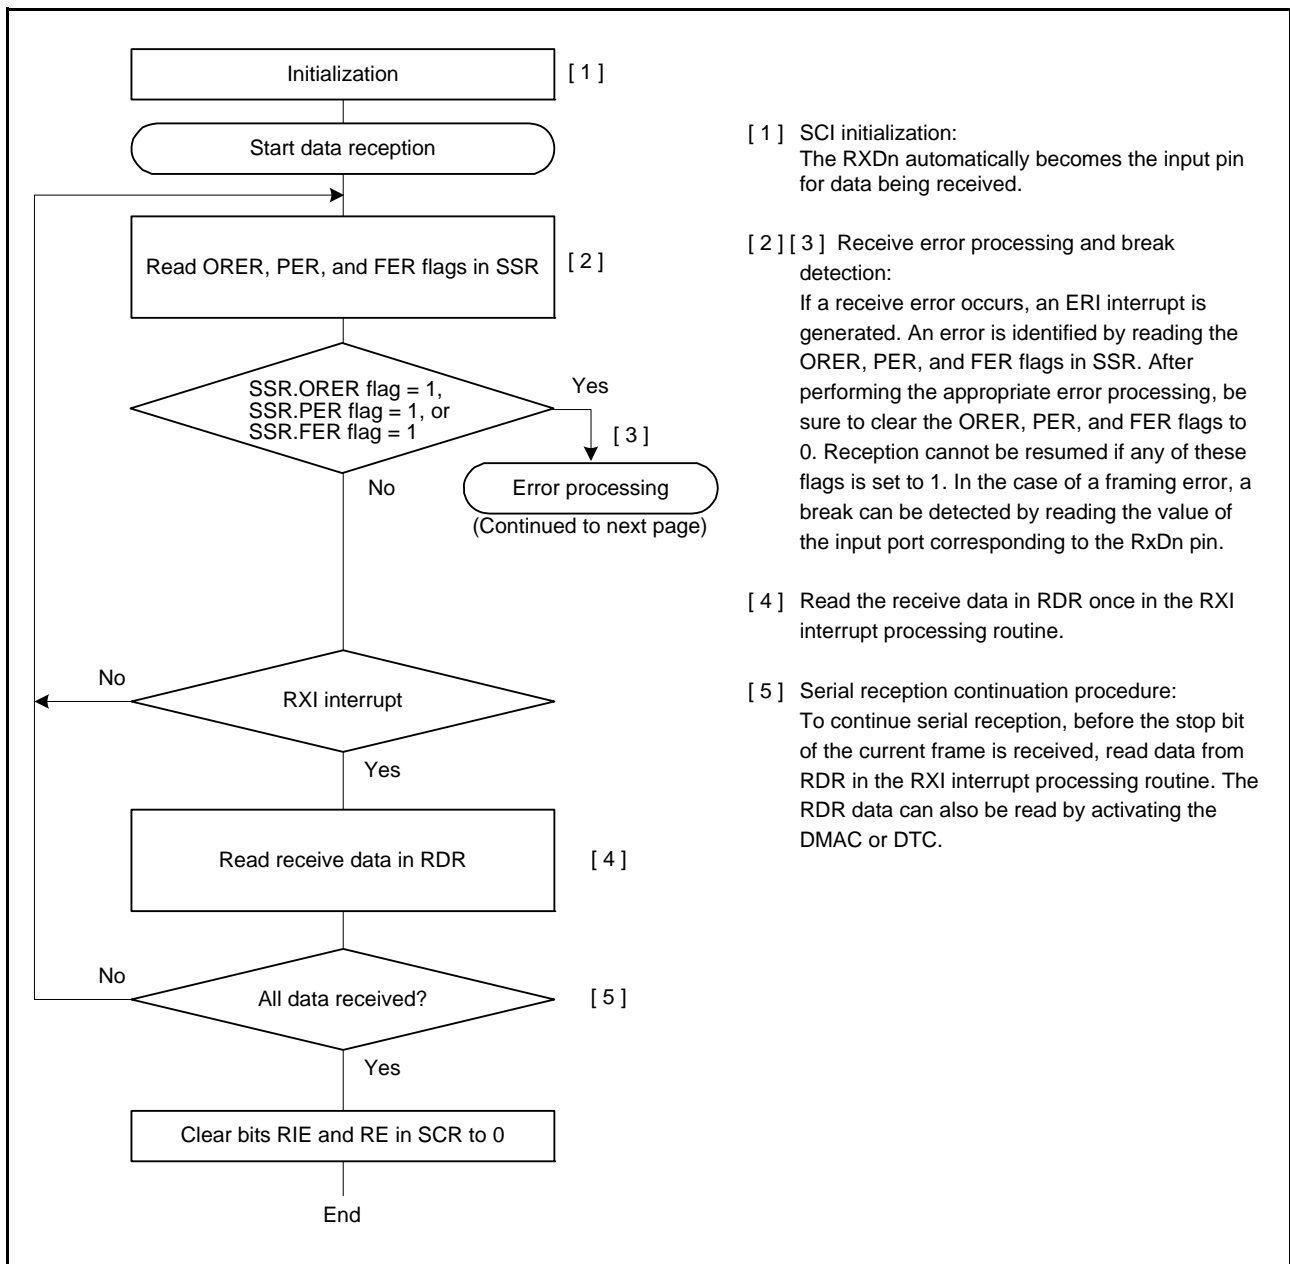 Initialization
[ 1 ]
Start data reception
Read ORER, PER, and FER flags in SSR
[ 2 ]
SSR.ORER flag = 1,
SSR.PER flag = 1, or
SSR.FER flag = 1
Yes
[ 3 ]
No
Error processing
(Continued to next page)
No
RXI interrupt
Yes
Read receive data in RDR
[ 4 ]
No
All data received?
[ 5 ]
Yes
Clear bits RIE and RE in SCR to 0
End
[ 1 ] SCI initialization:
The RXDn automatically becomes the input pin
for data being received.
[ 2 ] [ 3 ] Receive error processing and break
detection:
If a receive error occurs, an ERI interrupt is
generated. An error is identified by reading the
ORER, PER, and FER flags in SSR. After
performing the appropriate error processing, be
sure to clear the ORER, PER, and FER flags to
0. Reception cannot be resumed if any of these
flags is set to 1. In the case of a framing error, a
break can be detected by reading the value of
the input port corresponding to the RxDn pin.
[ 4 ] Read the receive data in RDR once in the RXI
interrupt processing routine.
[ 5 ] Serial reception continuation procedure:
To continue serial reception, before the stop bit
of the current frame is received, read data from
RDR in the RXI interrupt processing routine. The
RDR data can also be read by activating the
DMAC or DTC.